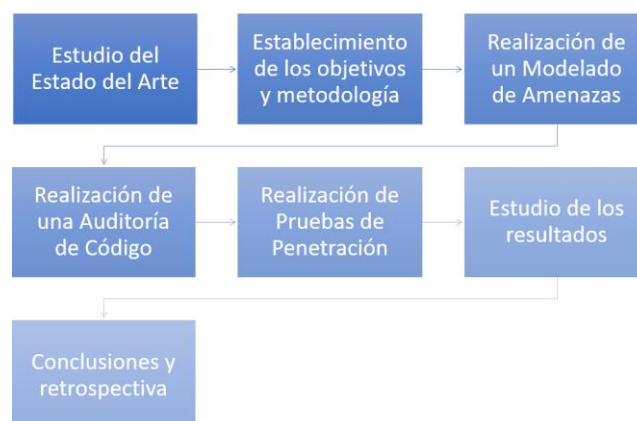 Estudio del
Estado del Arte
Establecimiento
de los objetivos
y metodología
Realización de
un Modelado
de Amenazas
Realización de
una Auditoría
de Código
Realización de
Pruebas de
Penetración
Estudio de los
resultados
Conclusiones y
retrospectiva